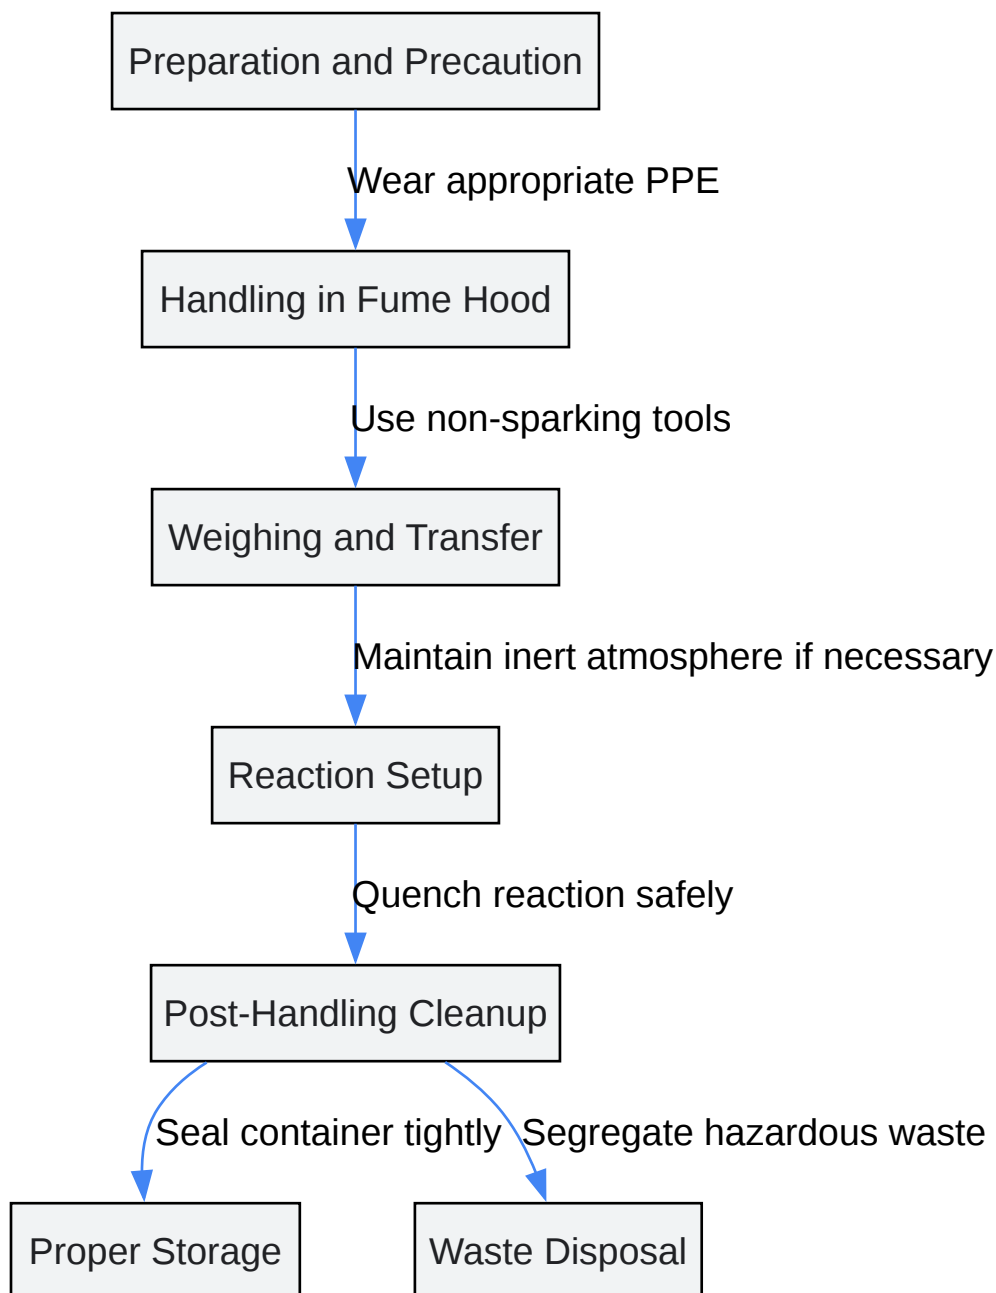 Preparation and Precaution
Wear appropriate PPE
Handling in Fume Hood
Use non-sparking tools
Weighing and Transfer
Maintain inert atmosphere if necessary
Reaction Setup
Quench reaction safely
Post-Handling Cleanup
Seal container tightly
Segregate hazardous waste
Proper Storage
Waste Disposal